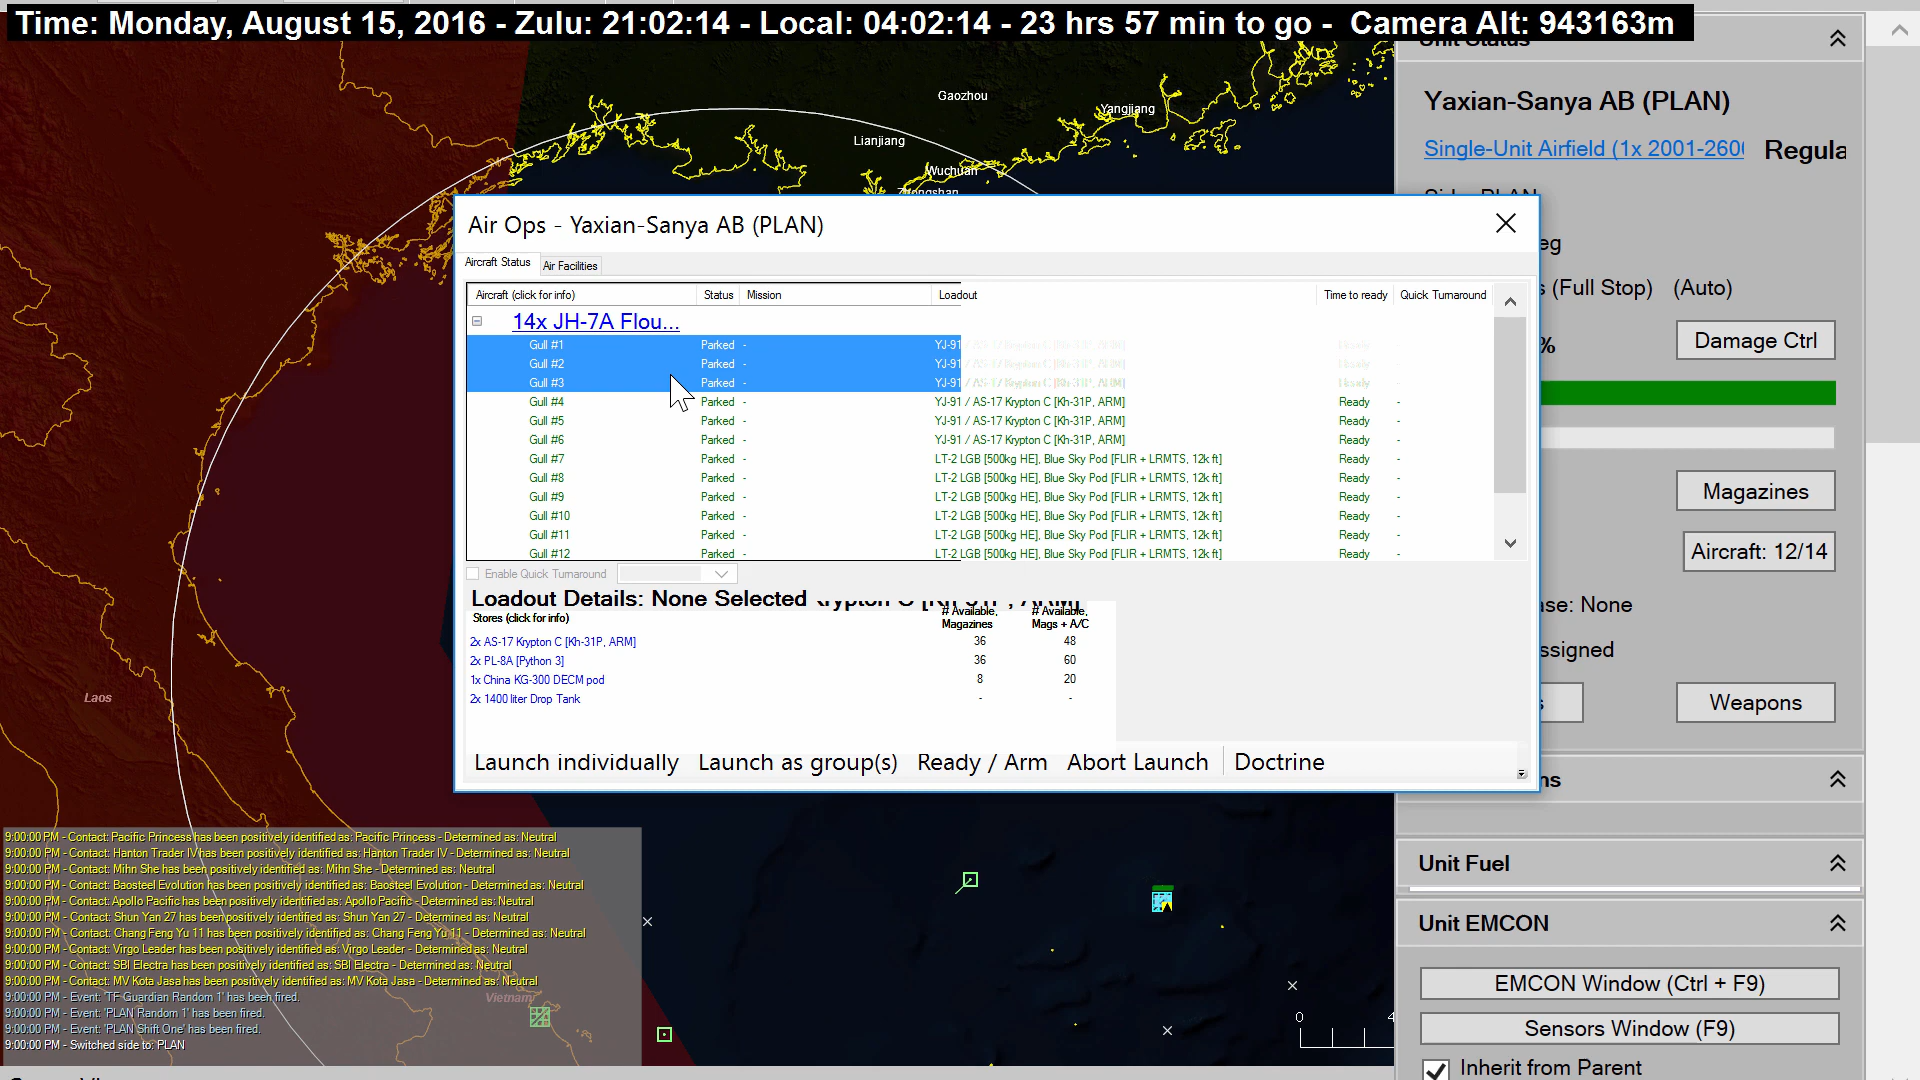 Time: Monday, August 15, 2016 - Zulu: 21:02:14 - Local: 04:02:14 - 23 hrs 57 min to go -  Camera Alt: 943163m
Unit Status
Gaozhou
Yangjiang
Lianjiang
Wuchuan
Laos
Vietnam
Air Ops - Yaxian-Sanya AB (PLAN)
Aircraft Status
Air Facilities
Aircraft (click for info) Status Mission Loadout Time to ready Quick Turnaround
14x JH-7A Flou...
Gull #1 Parked - YJ-91 / AS-17 Krypton C [Kh-31P, ARM] Ready
Gull #2 Parked - YJ-91 / AS-17 Krypton C [Kh-31P, ARM] Ready
Gull #3 Parked - YJ-91 / AS-17 Krypton C [Kh-31P, ARM] Ready
Gull #4 Parked - YJ-91 / AS-17 Krypton C [Kh-31P, ARM] Ready -
Gull #5 Parked - YJ-91 / AS-17 Krypton C [Kh-31P, ARM] Ready -
Gull #6 Parked - YJ-91 / AS-17 Krypton C [Kh-31P, ARM] Ready -
Gull #7 Parked - LT-2 LGB [500kg HE], Blue Sky Pod [FLIR + LRMTS, 12k ft] Ready -
Gull #8 Parked - LT-2 LGB [500kg HE], Blue Sky Pod [FLIR + LRMTS, 12k ft] Ready -
Gull #9 Parked - LT-2 LGB [500kg HE], Blue Sky Pod [FLIR + LRMTS, 12k ft] Ready -
Gull #10 Parked - LT-2 LGB [500kg HE], Blue Sky Pod [FLIR + LRMTS, 12k ft] Ready -
Gull #11 Parked - LT-2 LGB [500kg HE], Blue Sky Pod [FLIR + LRMTS, 12k ft] Ready -
Gull #12 Parked - LT-2 LGB [500kg HE], Blue Sky Pod [FLIR + LRMTS, 12k ft] Ready -
Enable Quick Turnaround
Loadout Details: None Selected
Stores (click for info) # Available, Magazines # Available, Mags + A/C
2x AS-17 Krypton C [Kh-31P, ARM] 36 48
2x PL-8A [Python 3] 36 60
1x China KG-300 DECM pod 8 20
2x 1400 liter Drop Tank - -
Launch individually Launch as group(s) Ready / Arm Abort Launch Doctrine
9:00:00 PM - Contact: Pacific Princess has been positively identified as: Pacific Princess - Determined as: Neutral
9:00:00 PM - Contact: Hanton Trader IV has been positively identified as: Hanton Trader IV - Determined as: Neutral
9:00:00 PM - Contact: Mihn She has been positively identified as: Mihn She - Determined as: Neutral
9:00:00 PM - Contact: Baosteel Evolution has been positively identified as: Baosteel Evolution - Determined as: Neutral
9:00:00 PM - Contact: Apollo Pacific has been positively identified as: Apollo Pacific - Determined as: Neutral
9:00:00 PM - Contact: Shun Yan 27 has been positively identified as: Shun Yan 27 - Determined as: Neutral
9:00:00 PM - Contact: Chang Feng Yu 11 has been positively identified as: Chang Feng Yu 11 - Determined as: Neutral
9:00:00 PM - Contact: Virgo Leader has been positively identified as: Virgo Leader - Determined as: Neutral
9:00:00 PM - Contact: SBI Electra has been positively identified as: SBI Electra - Determined as: Neutral
9:00:00 PM - Contact: MV Kota Jasa has been positively identified as: MV Kota Jasa - Determined as: Neutral
9:00:00 PM - Event: 'TF Guardian Random 1' has been fired.
9:00:00 PM - Event: 'PLAN Random 1' has been fired.
9:00:00 PM - Event: 'PLAN Shift One' has been fired.
9:00:00 PM - Switched side to: PLAN
0 4
Yaxian-Sanya AB (PLAN)
Single-Unit Airfield (1x 2001-260 Regula
(Full Stop) (Auto)
%
Damage Ctrl
Magazines
Aircraft: 12/14
ase: None
ssigned
Weapons
Unit Fuel
Unit EMCON
EMCON Window (Ctrl + F9)
Sensors Window (F9)
Inherit from Parent